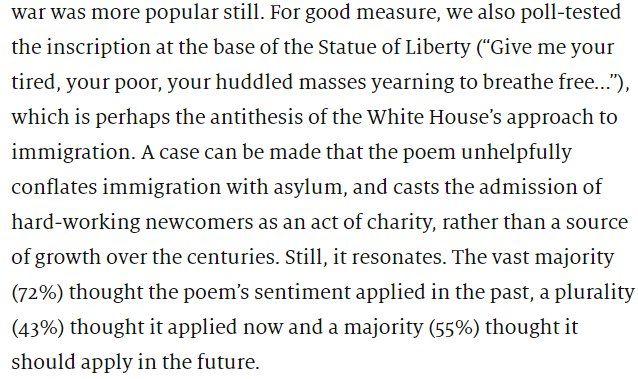 war was more popular still. For good measure, we also poll-tested
the inscription at the base of the Statue of Liberty (“Give me your
tired, your poor, your huddled masses yearning to breathe free…”),
which is perhaps the antithesis of the White House’s approach to
immigration. A case can be made that the poem unhelpfully
conflates immigration with asylum, and casts the admission of
hard-working newcomers as an act of charity, rather than a source
of growth over the centuries. Still, it resonates. The vast majority
(72%) thought the poem’s sentiment applied in the past, a plurality
(43%) thought it applied now and a majority (55%) thought it
should apply in the future.